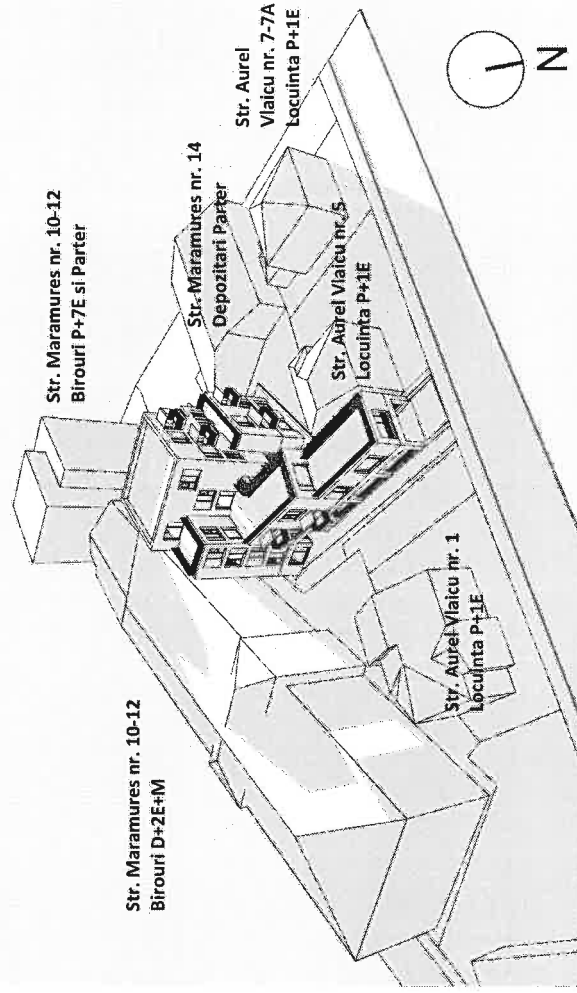 Str. Maramures nr. 10-12
Birouri P+7E si Parter
Str. Maramures nr. 14
Depozitari Parter
Str. Aurel
Vlaicu nr. 7-7A
Locuinta P+1E
Str. Aurel Vlaicu nr. 5
Locuinta P+1E
Str. Maramures nr. 10-12
Birouri D+2E+M
Str. Aurel Vlaicu nr. 1
Locuinta P+1E
N